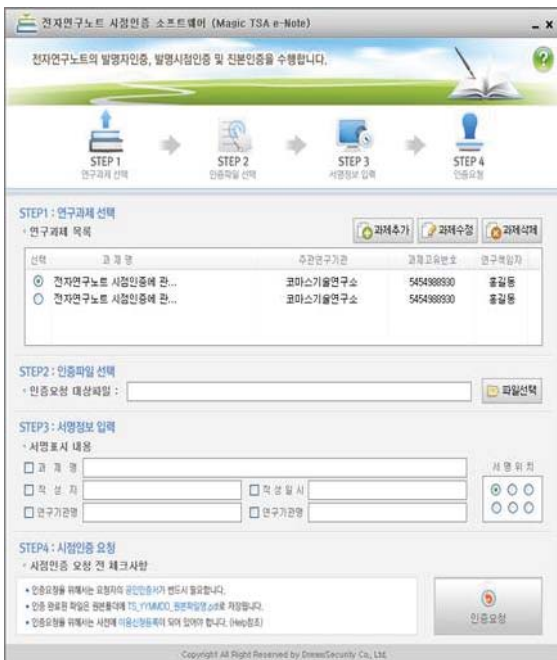 전자연구노트 시점인증 소프트웨어 (Magic TSA e-Note)
전자연구노트의 발명자인증, 발명시점인증 및 진본인증을 수행합니다.
STEP 1 STEP 2 STEP 3 STEP 4
연구과제 선택 인증파일 선택 서명정보 입력 인증요청
STEP1 : 연구과제 선택
· 연구과제 목록 과제추가 과제수정 과제삭제
선택 과 제 명 주관연구기관 과제고유번호 연구책임자
전자연구노트 시점인증에 관... 코마스기술연구소 5454988930 홍길동
전자연구노트 시점인증에 관... 코마스기술연구소 5454988930 홍길동
STEP2 : 인증파일 선택
· 인증요청 대상파일 : 파일선택
STEP3 : 서명정보 입력
· 서명표시 내용
과 제 명 서 명 위 치
작 성 자 작 성 일 시
연구기관명 연구기관명
STEP4 : 시점인증 요청
· 시점인증 요청 전 체크사항
• 인증요청을 위해서는 요청자의 공인인증서가 반드시 필요합니다.
• 인증 완료된 파일은 원본폴더에 TS_YYMMDD_원본파일명.pdf로 저장됩니다.
• 인증요청을 위해서는 사전에 이용신청등록이 되어 있어야 합니다. (Help참조)
인증요청
Copyright All Right Reserved by DreamSecurity Co., Ltd.